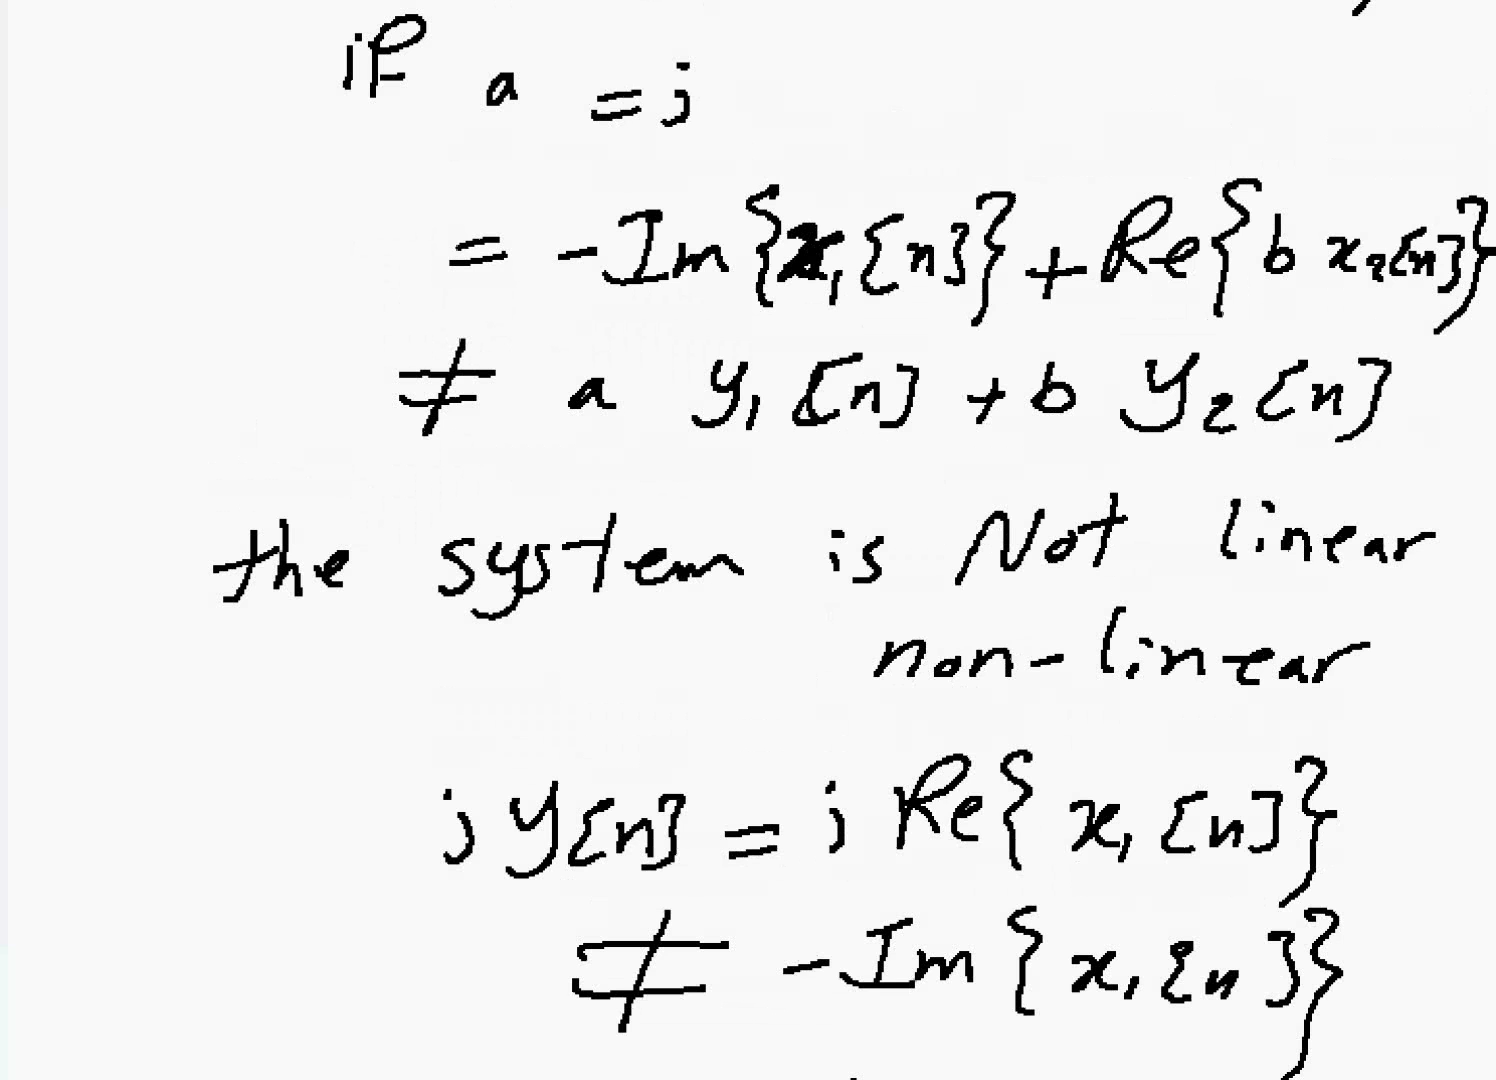 if a = j
= -Im{x₁[n]} + Re{b x₂[n]}
≠ a y₁[n] + b y₂[n]
the system is Not linear
non-linear
j y[n] = j Re{x₁[n]}
≠ -Im{x₁[n]}